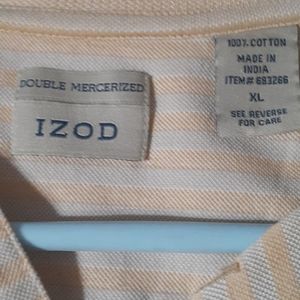 DOUBLE MERCERIZED
IZOD
100% COTTON
MADE IN
INDIA
ITEM# 683266
XL
SEE REVERSE
FOR CARE